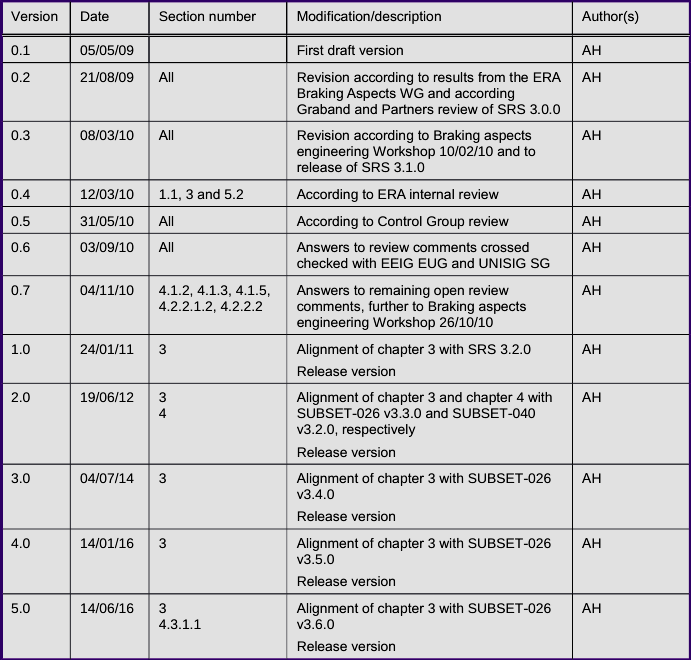 Version Date Section number Modification/description Author(s)
0.1 05/05/09 First draft version AH
0.2 21/08/09 All Revision according to results from the ERA AH
Braking Aspects WG and according
Graband and Partners review of SRS 3.0.0
0.3 08/03/10 All Revision according to Braking aspects AH
engineering Workshop 10/02/10 and to
release of SRS 3.1.0
0.4 12/03/10 1.1, 3 and 5.2 According to ERA internal review AH
0.5 31/05/10 All According to Control Group review AH
0.6 03/09/10 All Answers to review comments crossed AH
checked with EEIG EUG and UNISIG SG
0.7 04/11/10 4.1.2, 4.1.3, 4.1.5, Answers to remaining open review AH
4.2.2.1.2, 4.2.2.2 comments, further to Braking aspects
engineering Workshop 26/10/10
1.0 24/01/11 3 Alignment of chapter 3 with SRS 3.2.0 AH
Release version
2.0 19/06/12 3 Alignment of chapter 3 and chapter 4 with AH
4 SUBSET-026 v3.3.0 and SUBSET-040
v3.2.0, respectively
Release version
3.0 04/07/14 3 Alignment of chapter 3 with SUBSET-026 AH
v3.4.0
Release version
4.0 14/01/16 3 Alignment of chapter 3 with SUBSET-026 AH
v3.5.0
Release version
5.0 14/06/16 3 Alignment of chapter 3 with SUBSET-026 AH
4.3.1.1 v3.6.0
Release version